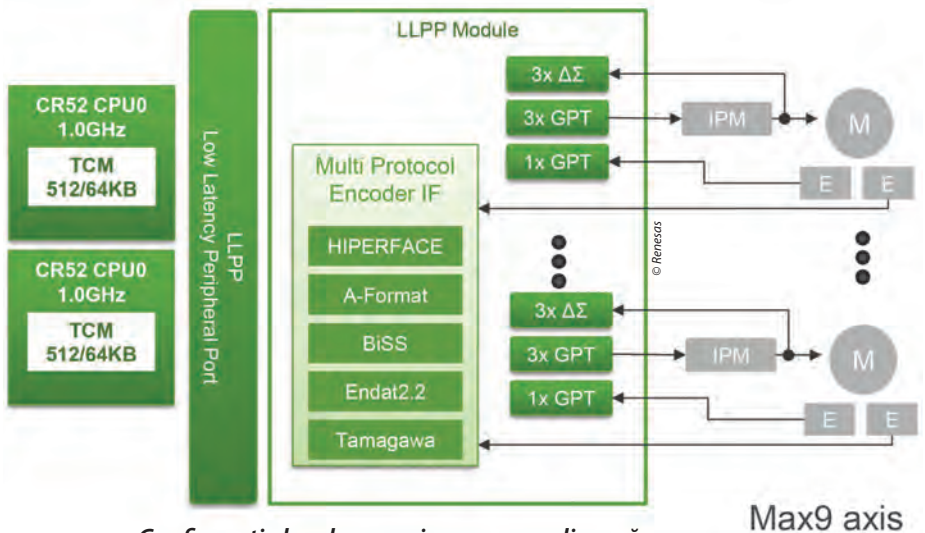 LLPP Module
CR52 CPU0
1.0GHz
TCM
512/64KB
CR52 CPU0
1.0GHz
TCM
512/64KB
LLPP
Low Latency Peripheral Port
Multi Protocol
Encoder IF
HIPERFACE
A-Format
BiSS
Endat2.2
Tamagawa
3x ΔΣ
3x GPT
1x GPT
IPM
M
E
E
© Renesas
3x ΔΣ
3x GPT
1x GPT
IPM
M
E
E
Max9 axis